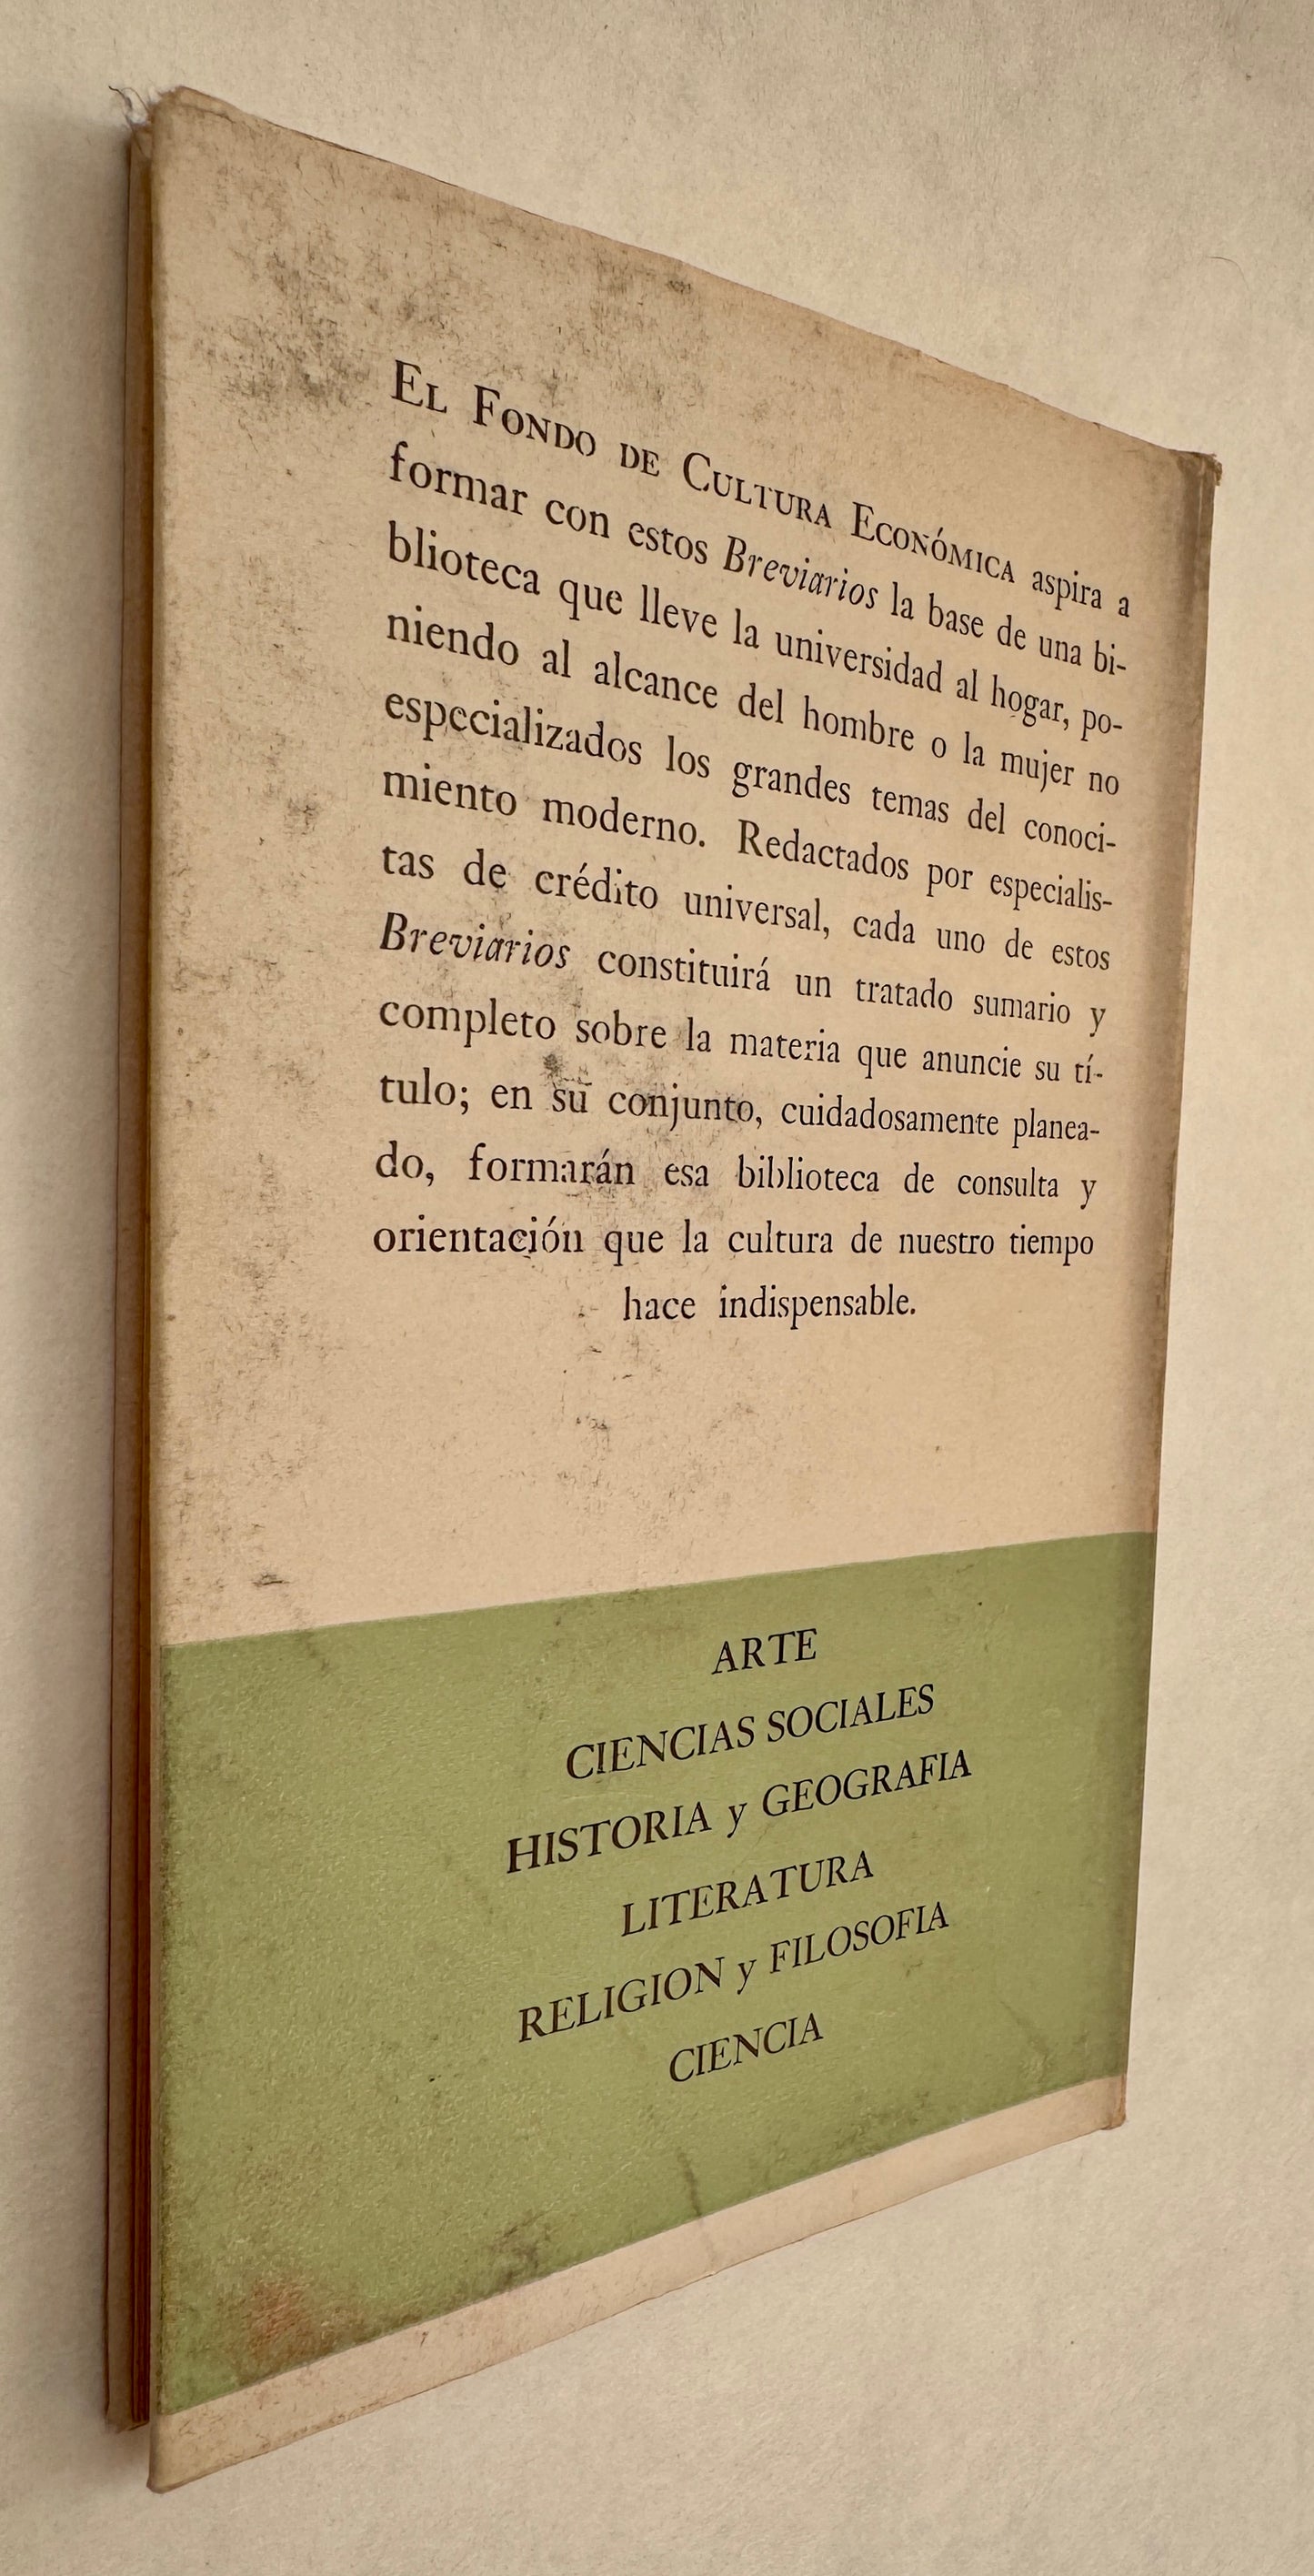 El Fondo de Cultura Económica aspira a
formar con estos Breviarios la base de una bi-
blioteca que lleve la universidad al hogar, po-
niendo al alcance del hombre o la mujer no
especializados los grandes temas del conoci-
miento moderno. Redactados por especialis-
tas de crédito universal, cada uno de estos
Breviarios constituirá un tratado sumario y
completo sobre la materia que anuncie su tí-
tulo; en su conjunto, cuidadosamente planea-
do, formarán esa biblioteca de consulta y
orientación que la cultura de nuestro tiempo
hace indispensable.
ARTE
CIENCIAS SOCIALES
HISTORIA y GEOGRAFIA
LITERATURA
RELIGION y FILOSOFIA
CIENCIA